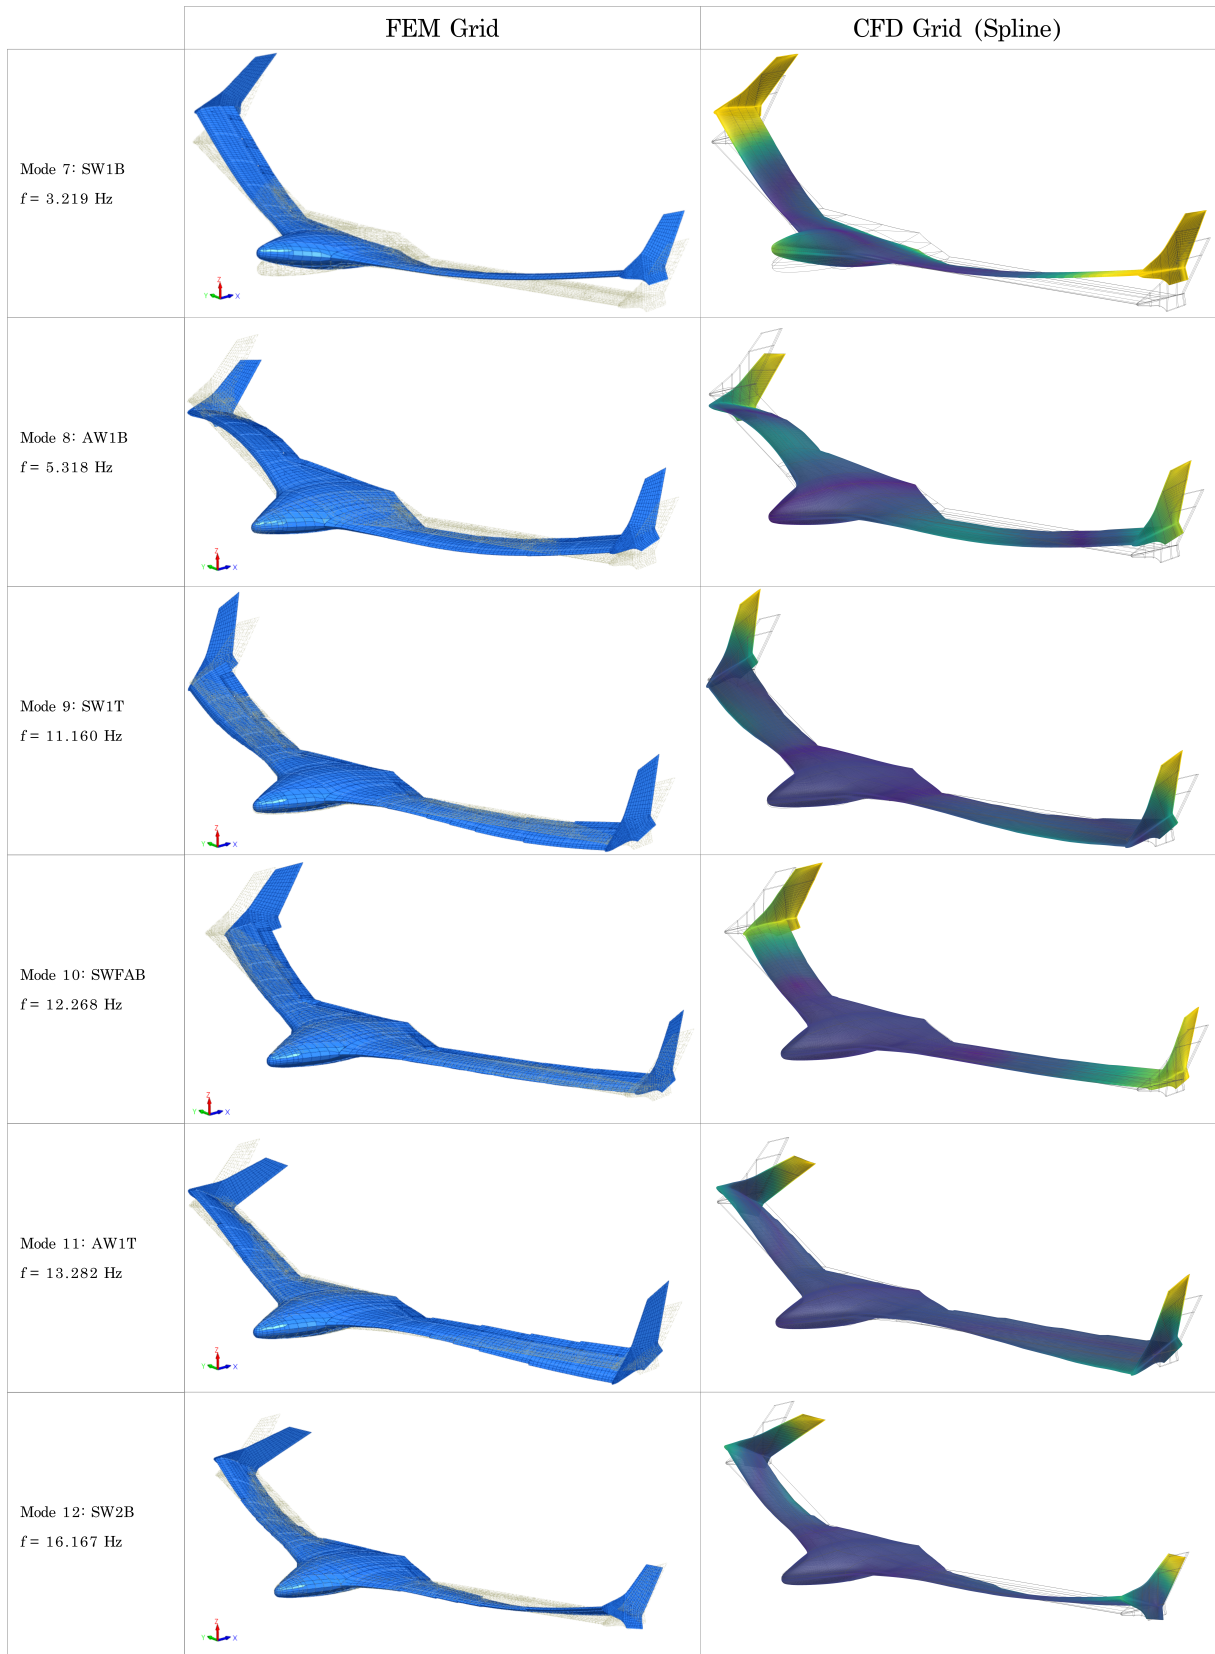 FEM Grid
CFD Grid (Spline)
Mode 7: SW1B
f = 3.219 Hz
Z
Y
X
Mode 8: AW1B
f = 5.318 Hz
Z
Y
X
Mode 9: SW1T
f = 11.160 Hz
Z
Y
X
Mode 10: SWFAB
f = 12.268 Hz
Z
Y
X
Mode 11: AW1T
f = 13.282 Hz
Z
Y
X
Mode 12: SW2B
f = 16.167 Hz
Z
Y
X